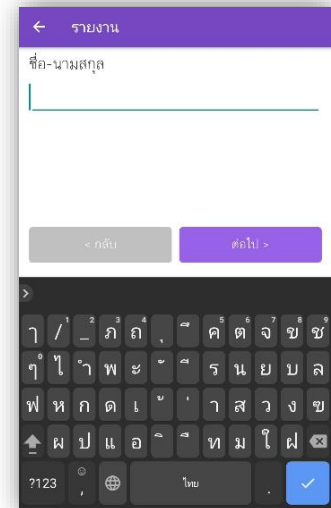 ← รายงาน
ชื่อ-นามสกุล
< กลับ
ต่อไป >
ๅ / _ ภ ถ ุ ึ ค ต จ ข ช
ๆ ไ ำ พ ะ ั ี ร น ย บ ล
ฟ ห ก ด เ ้ ่ า ส ว ง ฃ
ผ ป แ อ ิ ื ท ม ใ ฝ
?123 , ไทย .